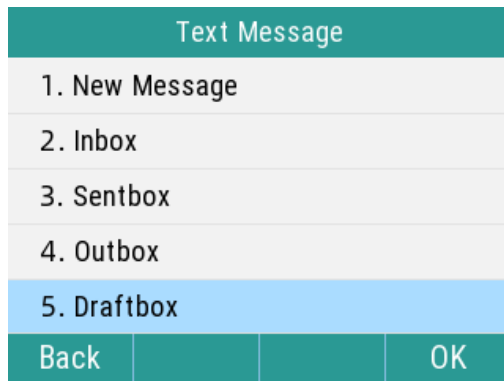 Text Message
1. New Message
2. Inbox
3. Sentbox
4. Outbox
5. Draftbox
Back OK